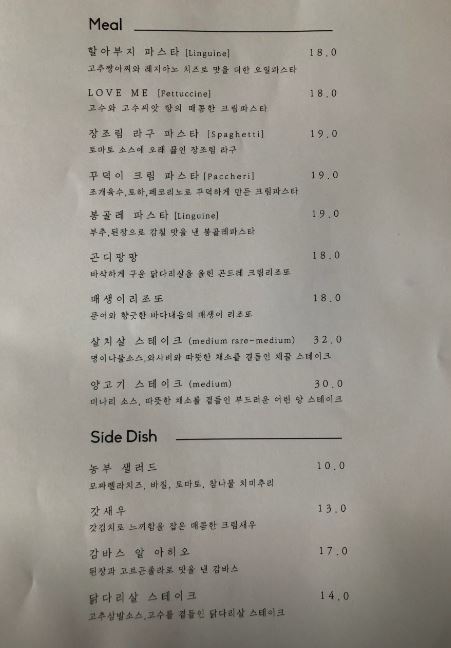 Meal
할아부지 파스타 [Linguine] 18.0
고추짱아찌와 레지아노 치즈로 맛을 더한 오일파스타
LOVE ME [Fettuccine] 18.0
고수와 고수씨앗 향의 매콤한 크림파스타
장조림 라구 파스타 [Spaghetti] 19.0
토마토 소스에 오래 끓인 장조림 라구
꾸덕이 크림 파스타 [Paccheri] 19.0
조개육수,토하,페코리노로 꾸덕하게 만든 크림파스타
봉골레 파스타 [Linguine] 19.0
부추,된장으로 감칠 맛을 낸 봉골레파스타
곤디팡팡 18.0
바삭하게 구운 닭다리살을 올린 곤드레 크림리조또
매생이리조또 18.0
문어와 향긋한 바다내음의 매생이 리조또
살치살 스테이크 (medium rare-medium) 32.0
명이나물소스,와사비와 따뜻한 채소를 곁들인 채끝 스테이크
양고기 스테이크 (medium) 30.0
미나리 소스, 따뜻한 채소를 곁들인 부드러운 어린 양 스테이크
Side Dish
농부 샐러드 10.0
모짜렐라치즈, 바질, 토마토, 참나물 치미추리
갓새우 13.0
갓김치로 느끼함을 잡은 매콤한 크림새우
감바스 알 아히오 17.0
된장과 고르곤졸라로 맛을 낸 감바스
닭다리살 스테이크 14.0
고추삼발소스,고수를 곁들인 닭다리살 스테이크